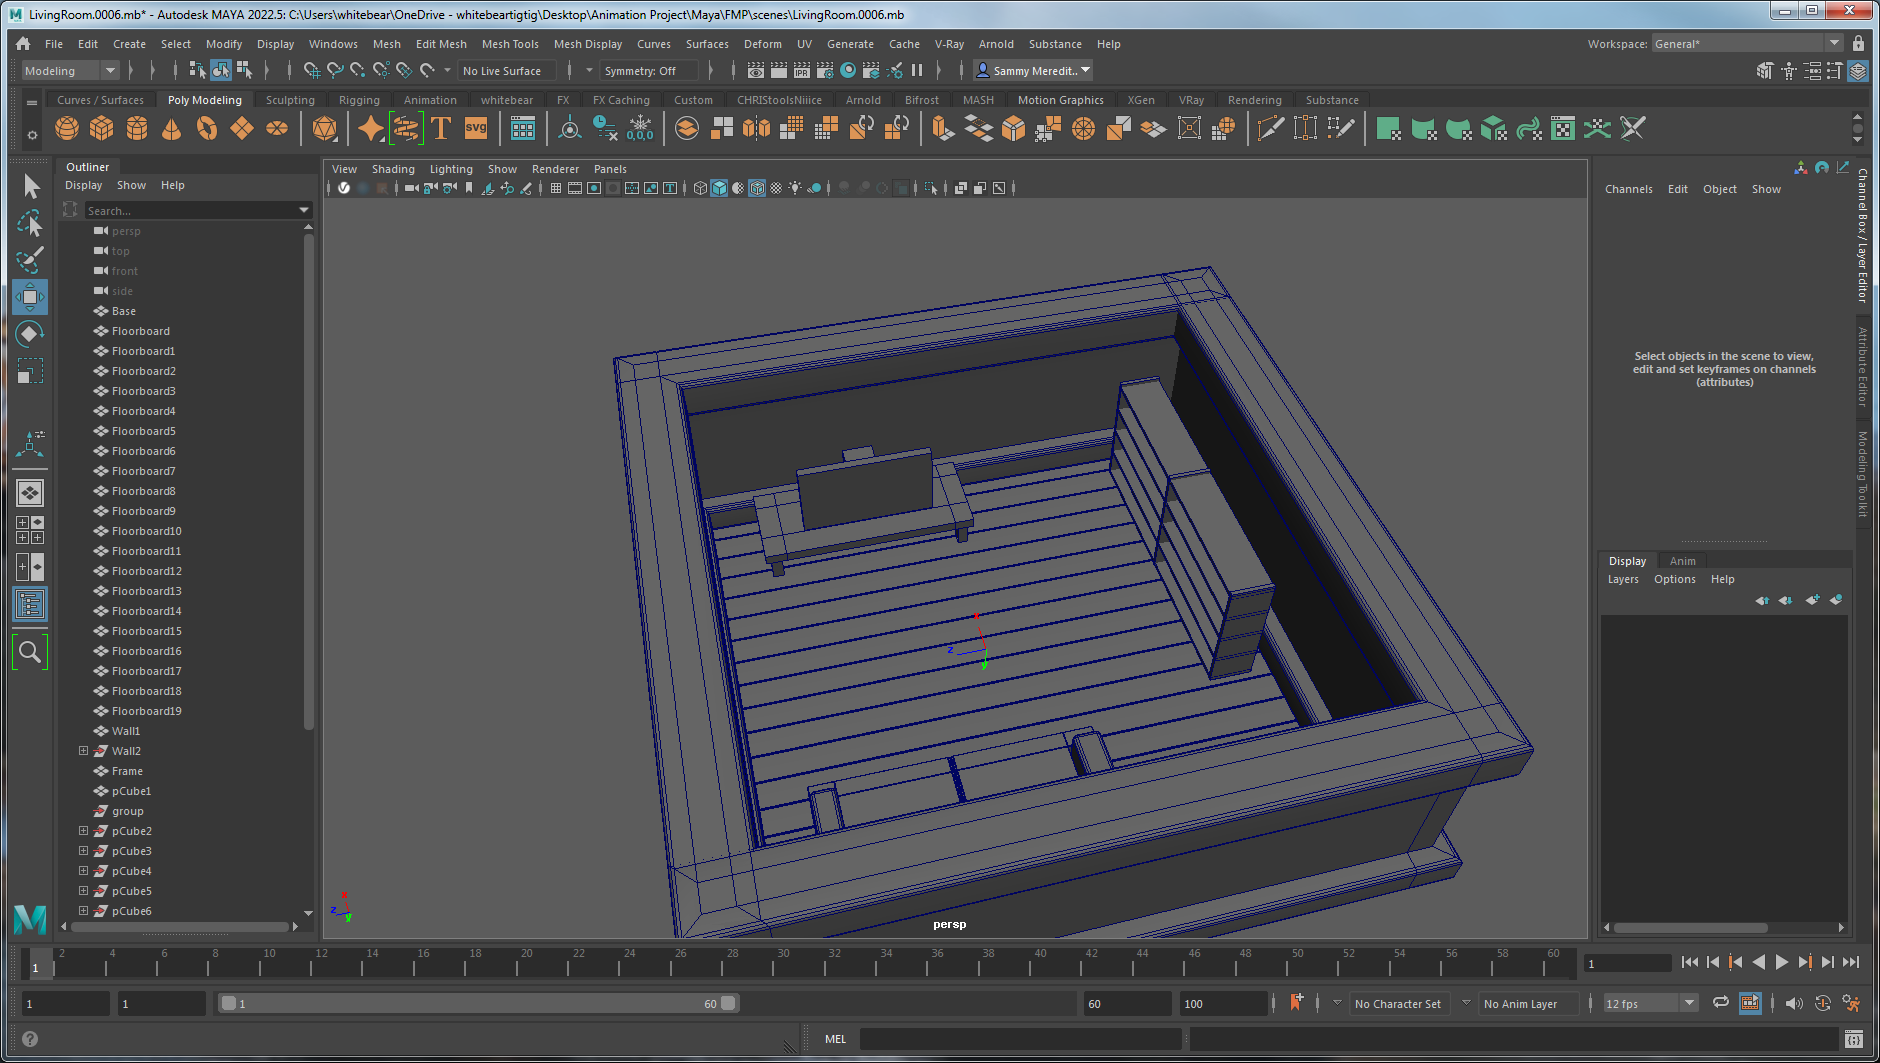 LivingRoom.0006.mb* - Autodesk MAYA 2022.5: C:\Users\whitebear\OneDrive - whitebeartigtig\Desktop\Animation Project\Maya\FMP\scenes\LivingRoom.0006.mb
File Edit Create Select Modify Display Windows Mesh Edit Mesh Mesh Tools Mesh Display Curves Surfaces Deform UV Generate Cache V-Ray Arnold Substance Help
Workspace: General*
Modeling
No Live Surface
Symmetry: Off
IPR
Sammy Meredit..
Curves / Surfaces Poly Modeling Sculpting Rigging Animation whitebear FX FX Caching Custom CHRIStoolsNiiice Arnold Bifrost MASH Motion Graphics XGen VRay Rendering Substance
T
SVG
0,0,0
Outliner
Display Show Help
Search...
persp
top
front
side
Base
Floorboard
Floorboard1
Floorboard2
Floorboard3
Floorboard4
Floorboard5
Floorboard6
Floorboard7
Floorboard8
Floorboard9
Floorboard10
Floorboard11
Floorboard12
Floorboard13
Floorboard14
Floorboard15
Floorboard16
Floorboard17
Floorboard18
Floorboard19
Wall1
Wall2
Frame
pCube1
group
pCube2
pCube3
pCube4
pCube5
pCube6
View Shading Lighting Show Renderer Panels
x
z
y
x
z
y
persp
Channels Edit Object Show
Select objects in the scene to view,
edit and set keyframes on channels
(attributes)
Channel Box / Layer Editor
Attribute Editor
Modeling Toolkit
Display Anim
Layers Options Help
1 2 4 6 8 10 12 14 16 18 20 22 24 26 28 30 32 34 36 38 40 42 44 46 48 50 52 54 56 58 60
1
1
1
1
60
60
100
No Character Set
No Anim Layer
12 fps
MEL